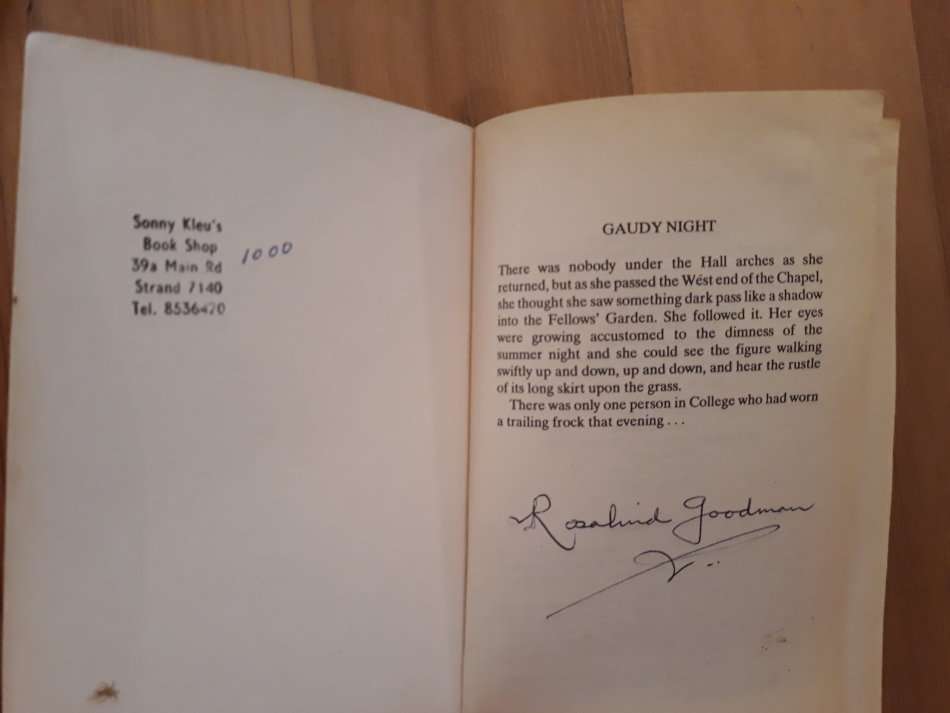 Sonny Kleu's
Book Shop
39a Main Rd
Strand 7140
Tel. 8536420
1000
GAUDY NIGHT
There was nobody under the Hall arches as she
returned, but as she passed the West end of the Chapel,
she thought she saw something dark pass like a shadow
into the Fellows' Garden. She followed it. Her eyes
were growing accustomed to the dimness of the
summer night and she could see the figure walking
swiftly up and down, up and down, and hear the rustle
of its long skirt upon the grass.
There was only one person in College who had worn
a trailing frock that evening...
Rosalind Goodman